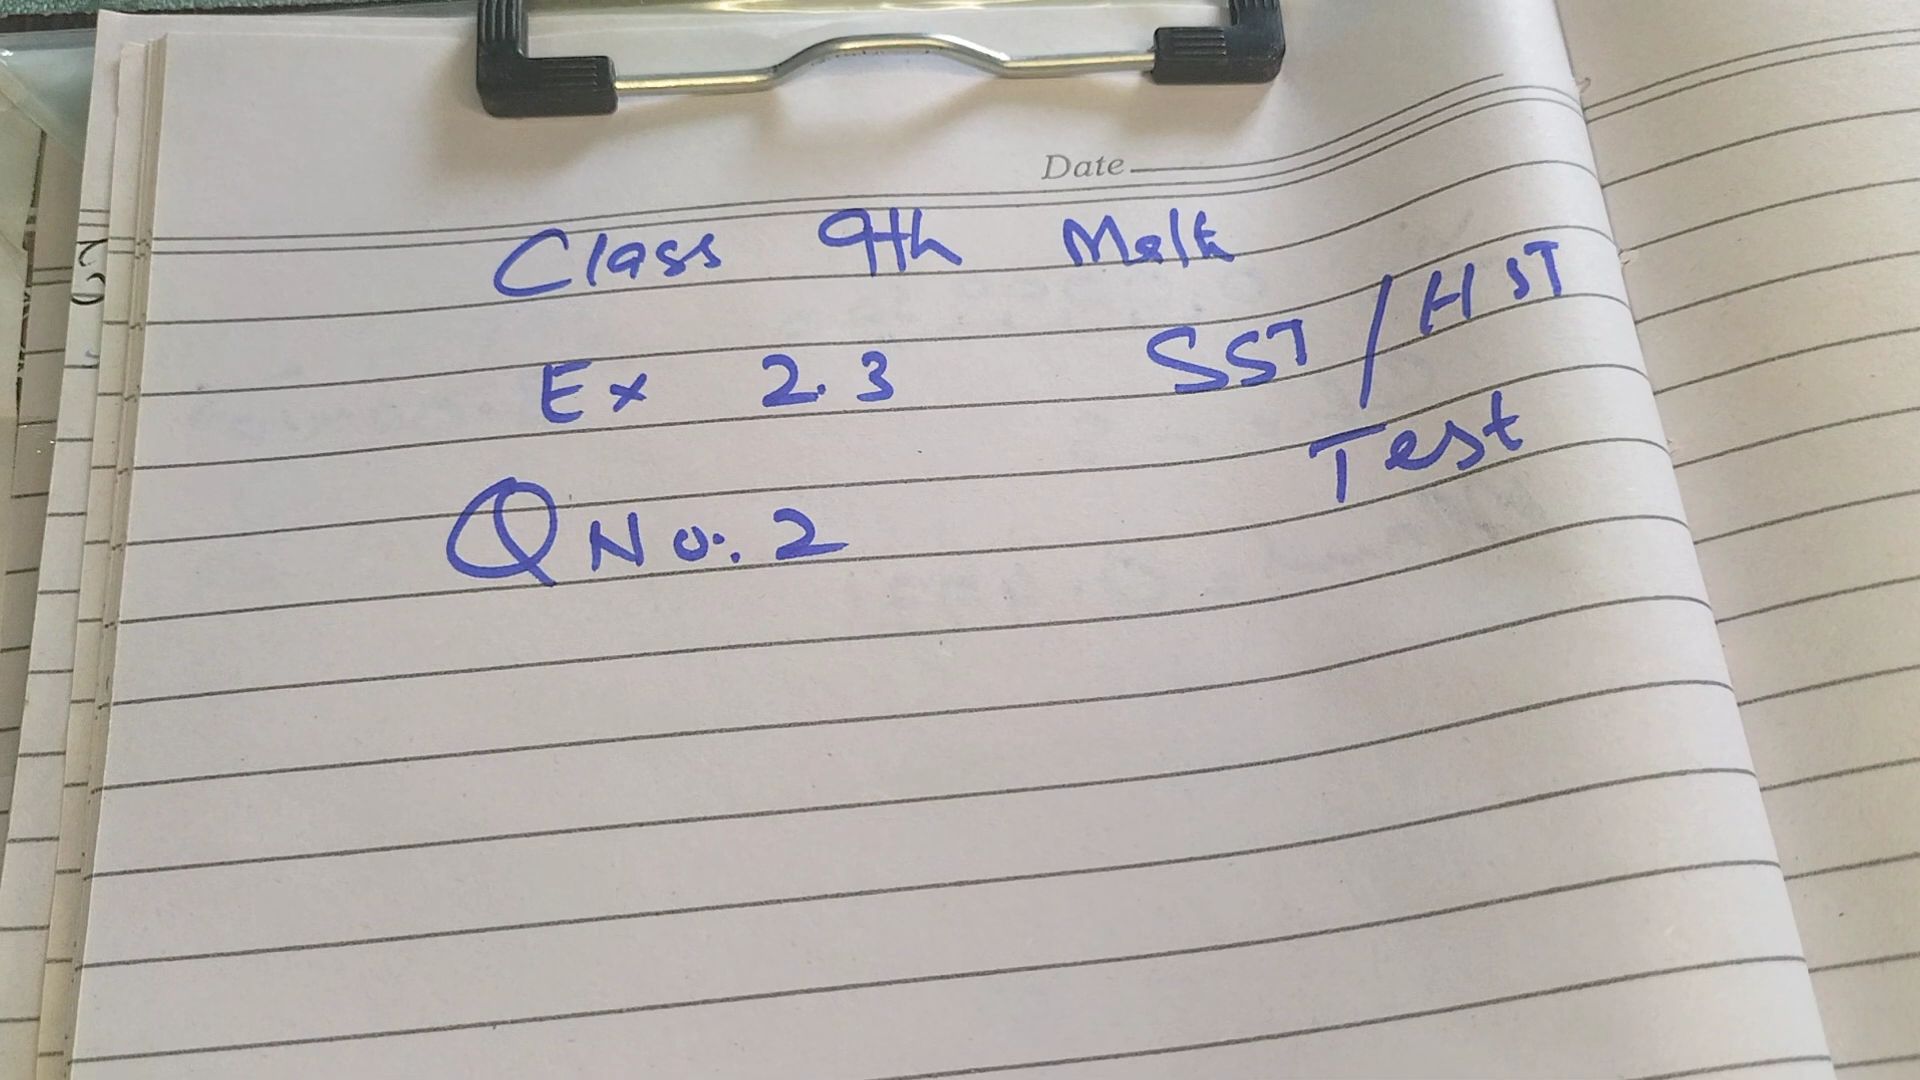 Date
Class 9th Math
Ex 2.3 SST / HST
Test
Q No: 2